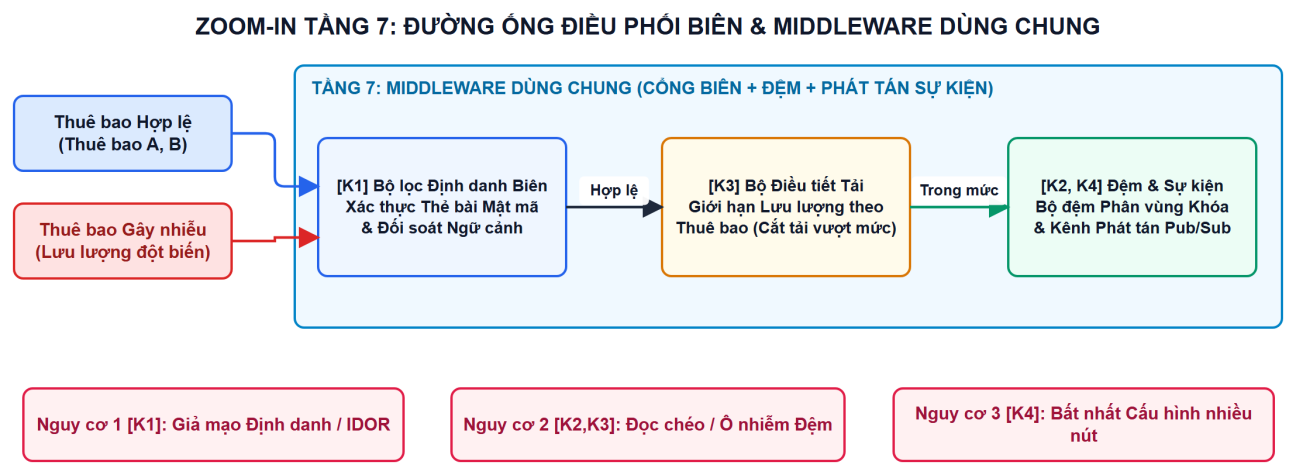 ZOOM-IN TẦNG 7: ĐƯỜNG ỐNG ĐIỀU PHỐI BIÊN & MIDDLEWARE DÙNG CHUNG
TẦNG 7: MIDDLEWARE DÙNG CHUNG (CỔNG BIÊN + ĐỆM + PHÁT TÁN SỰ KIỆN)
Thuê bao Hợp lệ
(Thuê bao A, B)
Thuê bao Gây nhiễu
(Lưu lượng đột biến)
[K1] Bộ lọc Định danh Biên
Xác thực Thẻ bài Mật mã
& Đối soát Ngữ cảnh
Hợp lệ
[K3] Bộ Điều tiết Tải
Giới hạn Lưu lượng theo
Thuê bao (Cắt tải vượt mức)
Trong mức
[K2, K4] Đệm & Sự kiện
Bộ đệm Phân vùng Khóa
& Kênh Phát tán Pub/Sub
Nguy cơ 1 [K1]: Giả mạo Định danh / IDOR
Nguy cơ 2 [K2,K3]: Đọc chéo / Ô nhiễm Đệm
Nguy cơ 3 [K4]: Bất nhất Cấu hình nhiều
nút